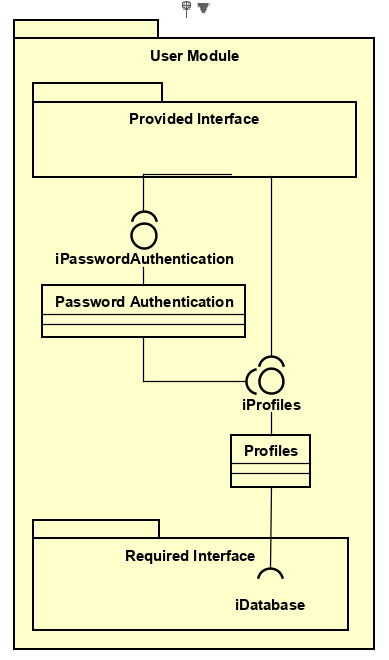 User Module
Provided Interface
iPasswordAuthentication
Password Authentication
iProfiles
Profiles
Required Interface
iDatabase